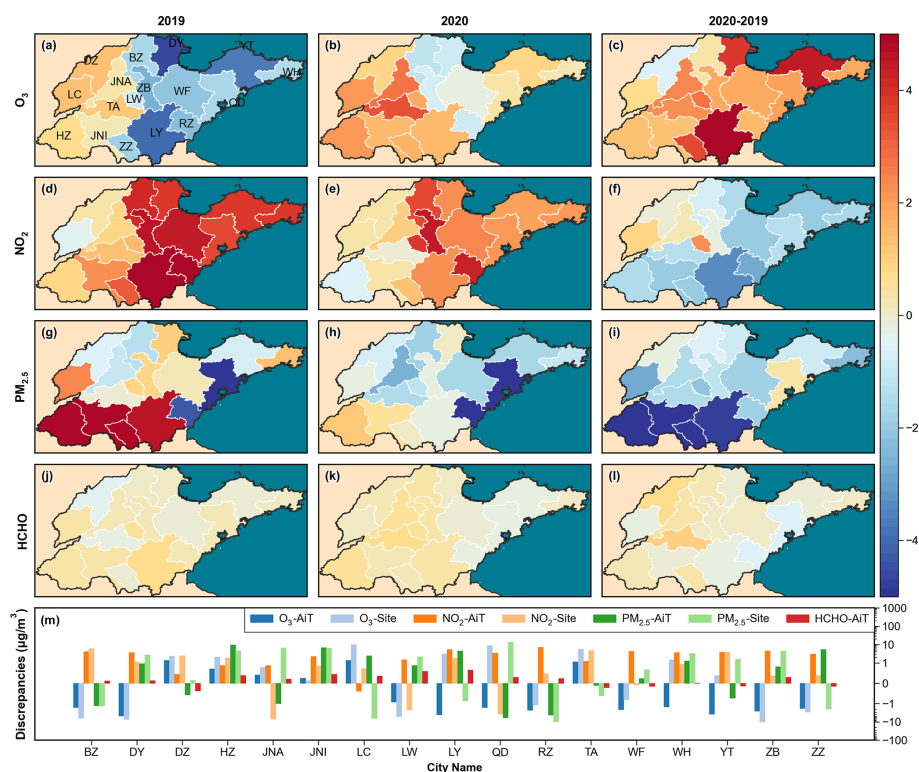 2019 2020 2020-2019
(a) (b) (c)
DZ BZ DY YT WH
JNA ZB
LC LW WF QD
TA
HZ JNI LY RZ
ZZ
O3
(d) (e) (f)
NO2
(g) (h) (i)
PM2.5
(j) (k) (l)
HCHO
4
2
0
−2
−4
(m) O3-AiT O3-Site NO2-AiT NO2-Site PM2.5-AiT PM2.5-Site HCHO-AiT
Discrepancies (μg/m3)
1000
100
10
1
0
-1
-10
-100
BZ DY DZ HZ JNA JNI LC LW LY QD RZ TA WF WH YT ZB ZZ
City Name